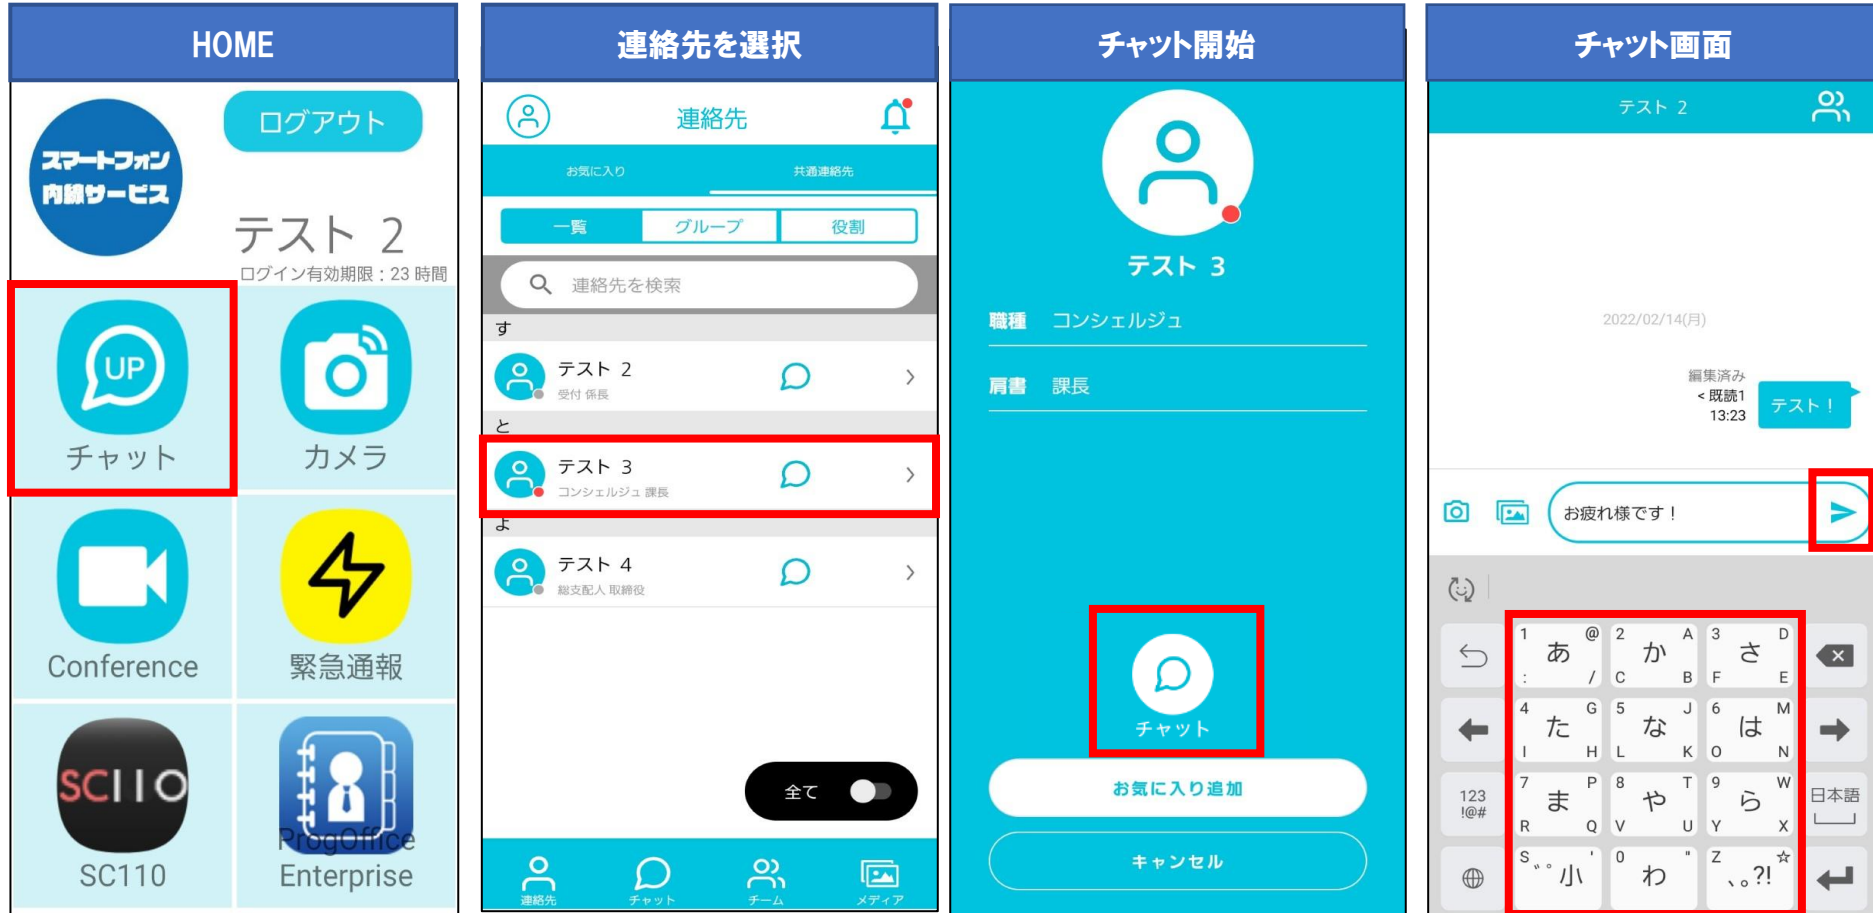 HOME
スマートフォン
内線サービス
ログアウト
テスト 2
ログイン有効期限：23 時間
UP
チャット
カメラ
Conference
緊急通報
SC110
SC110
ProgOffice
Enterprise
連絡先を選択
連絡先
お気に入り
共通連絡先
一覧
グループ
役割
連絡先を検索
す
テスト 2
受付 係長
と
テスト 3
コンシェルジュ 課長
よ
テスト 4
総支配人 取締役
全て
連絡先
チャット
チーム
メディア
チャット開始
テスト 3
職種 コンシェルジュ
肩書 課長
チャット
お気に入り追加
キャンセル
チャット画面
テスト 2
2022/02/14(月)
編集済み
< 既読1
13:23
テスト！
お疲れ様です！
1 @ あ : /
2 A か C B
3 D さ F E
4 G た I H
5 J な L K
6 M は O N
123
!@#
7 P ま R Q
8 T や V U
9 W ら Y X
日本語
S ' ゛゜小
0 " わ
Z ☆ 、。?!